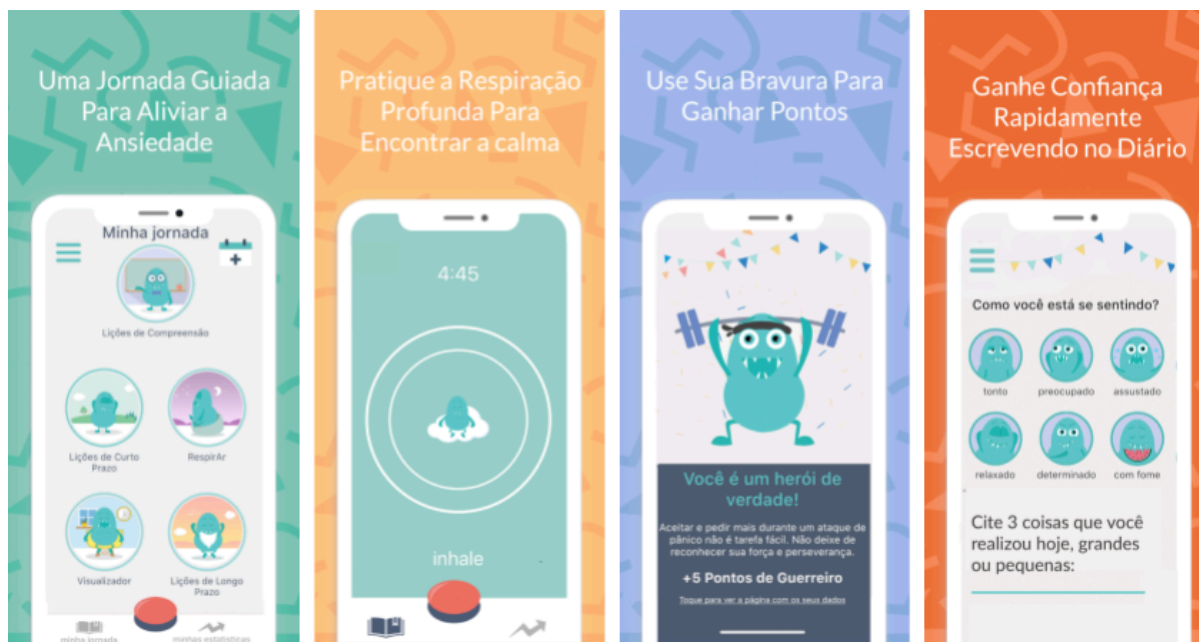 Uma Jornada Guiada
Para Aliviar a
Ansiedade
Minha jornada
Lições de Compreensão
Lições de Curto
Prazo
RespirAr
Visualizador
Lições de Longo
Prazo
minha jornada
minhas estatísticas
Pratique a Respiração
Profunda Para
Encontrar a calma
4:45
inhale
Use Sua Bravura Para
Ganhar Pontos
Você é um herói de
verdade!
Aceitar e pedir mais durante um ataque de
pânico não é tarefa fácil. Não deixe de
reconhecer sua força e perseverança.
+5 Pontos de Guerreiro
Toque para ver a página com os seus dados
Ganhe Confiança
Rapidamente
Escrevendo no Diário
Como você está se sentindo?
tonto
preocupado
assustado
relaxado
determinado
com fome
Cite 3 coisas que você
realizou hoje, grandes
ou pequenas: